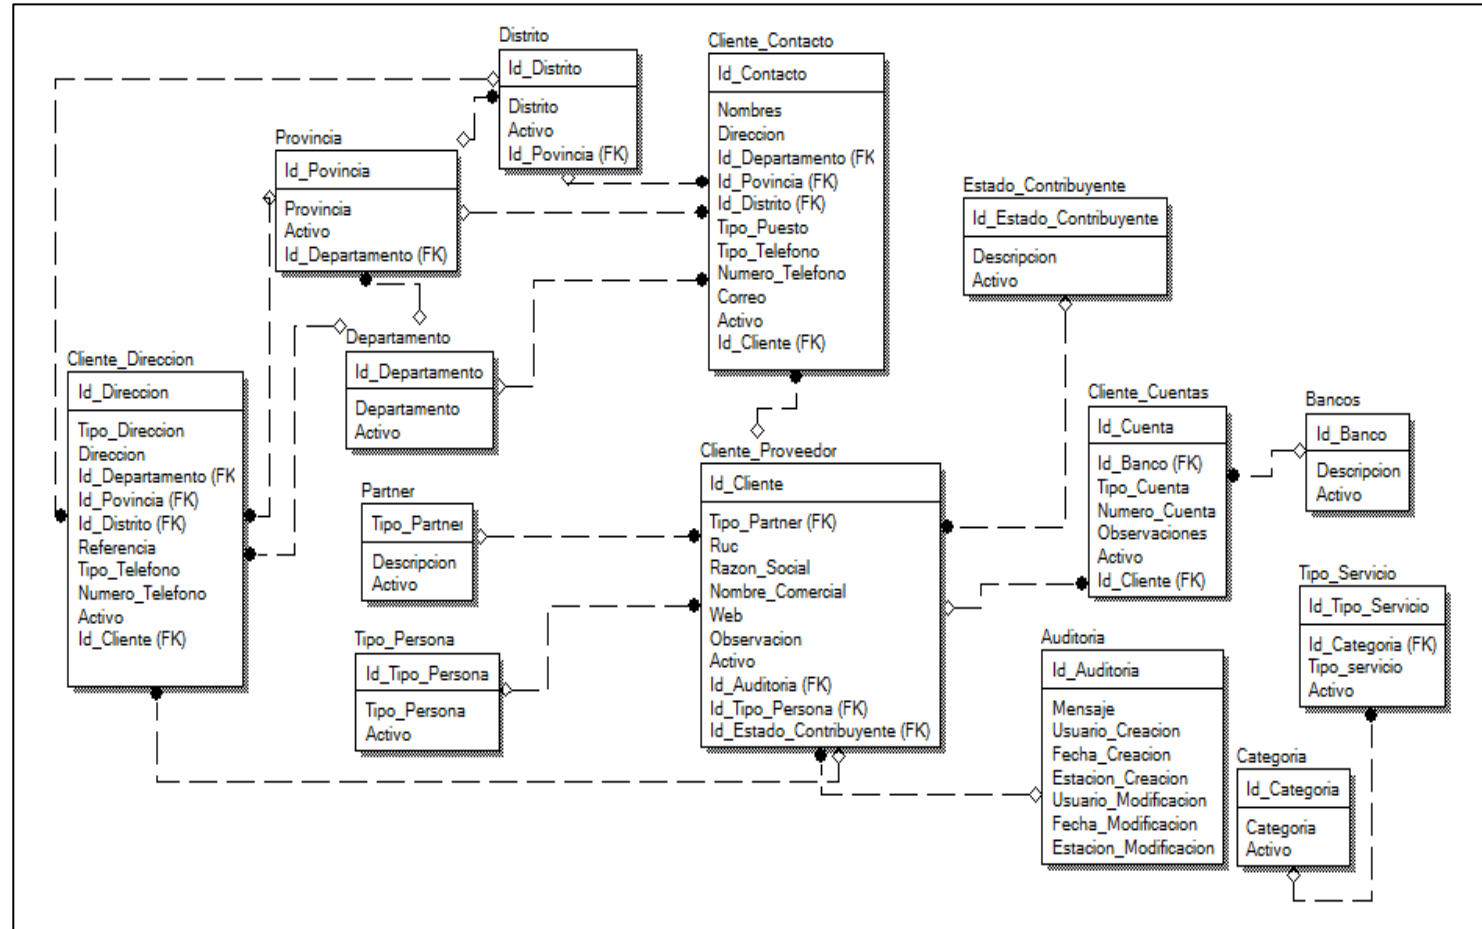 Distrito
Id_Distrito
Distrito
Activo
Id_Povincia (FK)
Cliente_Contacto
Id_Contacto
Nombres
Direccion
Id_Departamento (FK
Id_Povincia (FK)
Id_Distrito (FK)
Tipo_Puesto
Tipo_Telefono
Numero_Telefono
Correo
Activo
Id_Cliente (FK)
Provincia
Id_Povincia
Provincia
Activo
Id_Departamento (FK)
Estado_Contribuyente
Id_Estado_Contribuyente
Descripcion
Activo
Departamento
Id_Departamento
Departamento
Activo
Cliente_Direccion
Id_Direccion
Tipo_Direccion
Direccion
Id_Departamento (FK
Id_Povincia (FK)
Id_Distrito (FK)
Referencia
Tipo_Telefono
Numero_Telefono
Activo
Id_Cliente (FK)
Cliente_Cuentas
Id_Cuenta
Id_Banco (FK)
Tipo_Cuenta
Numero_Cuenta
Observaciones
Activo
Id_Cliente (FK)
Bancos
Id_Banco
Descripcion
Activo
Cliente_Proveedor
Id_Cliente
Tipo_Partner (FK)
Ruc
Razon_Social
Nombre_Comercial
Web
Observacion
Activo
Id_Auditoria (FK)
Id_Tipo_Persona (FK)
Id_Estado_Contribuyente (FK)
Partner
Tipo_Partner
Descripcion
Activo
Tipo_Persona
Id_Tipo_Persona
Tipo_Persona
Activo
Tipo_Servicio
Id_Tipo_Servicio
Id_Categoria (FK)
Tipo_servicio
Activo
Auditoria
Id_Auditoria
Mensaje
Usuario_Creacion
Fecha_Creacion
Estacion_Creacion
Usuario_Modificacion
Fecha_Modificacion
Estacion_Modificacion
Categoria
Id_Categoria
Categoria
Activo